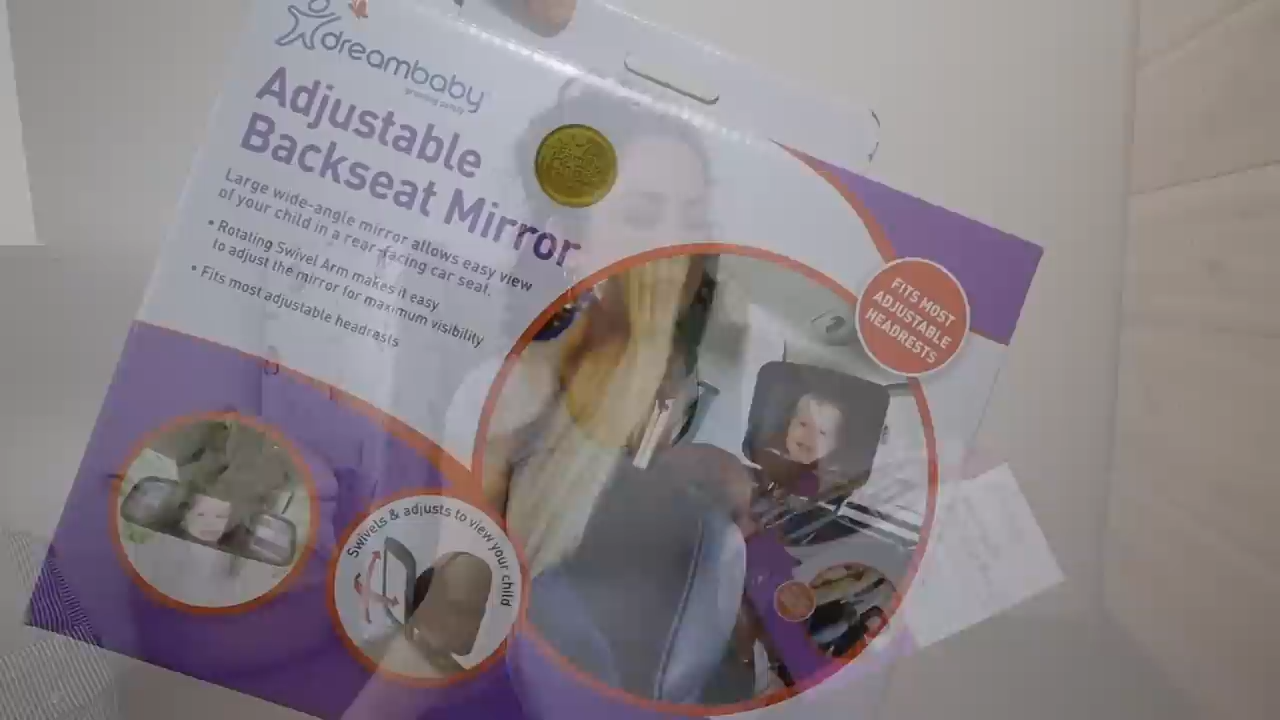 dreambaby
Adjustable
Backseat Mirror
Large wide-angle mirror allows easy view
of your child in a rear-facing car seat.
• Rotating Swivel Arm makes it easy
to adjust the mirror for maximum visibility
• Fits most adjustable headrests
FITS MOST
ADJUSTABLE
HEADRESTS
Swivels & adjusts to view your child